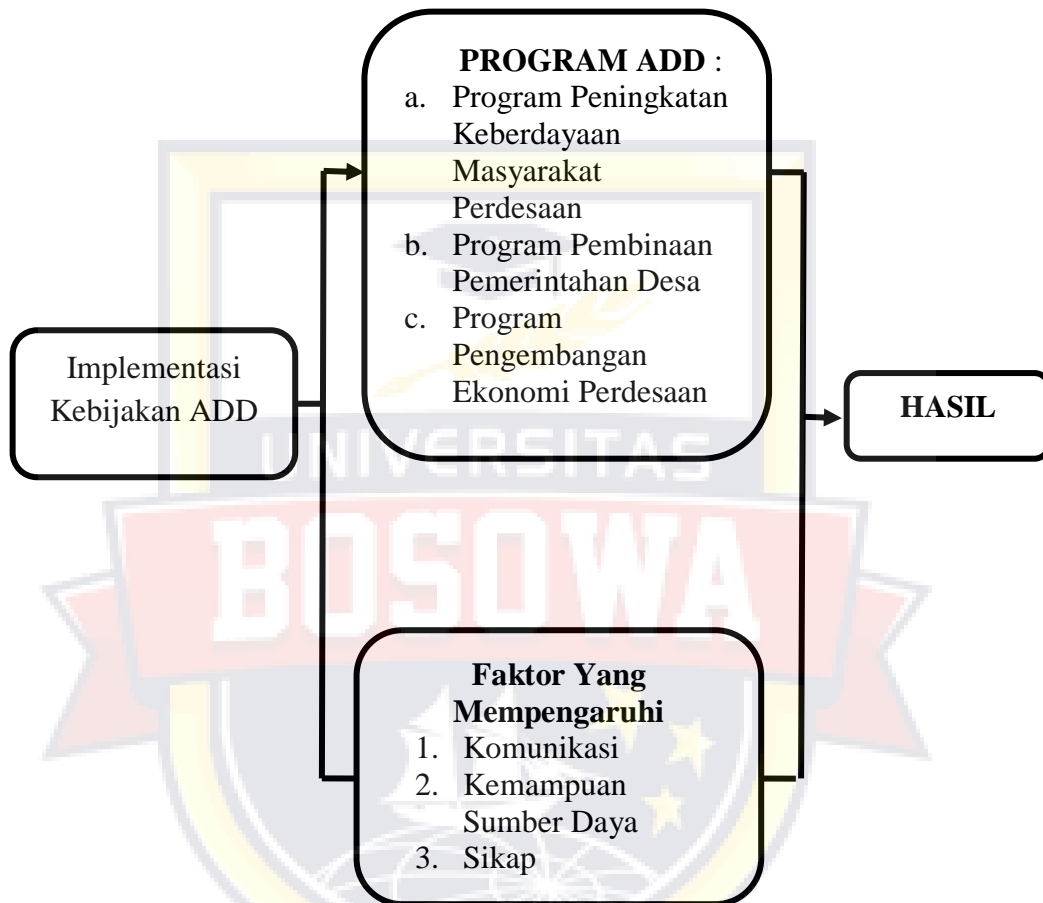 PROGRAM ADD :
a. Program Peningkatan
Keberdayaan
Masyarakat
Perdesaan
b. Program Pembinaan
Pemerintahan Desa
c. Program
Pengembangan
Ekonomi Perdesaan
Implementasi
Kebijakan ADD
HASIL
UNIVERSITAS
BOSOWA
Faktor Yang
Mempengaruhi
1. Komunikasi
2. Kemampuan
Sumber Daya
3. Sikap